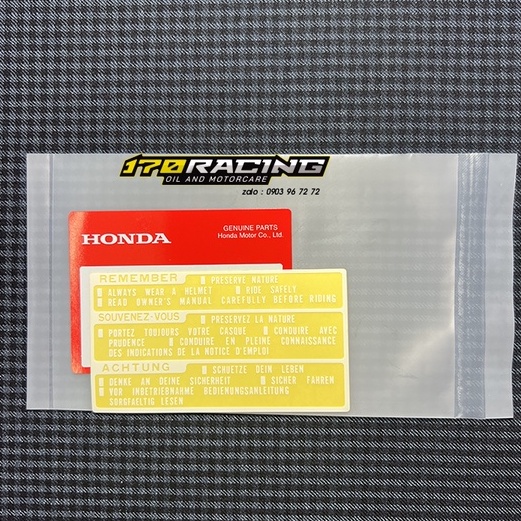 170RACING
OIL AND MOTORCARE
zalo : 0903 96 72 72
HONDA
GENUINE PARTS
Honda Motor Co., Ltd.
REMEMBER
PRESERVE NATURE
ALWAYS WEAR A HELMET RIDE SAFELY
READ OWNER'S MANUAL CAREFULLY BEFORE RIDING
SOUVENEZ-VOUS
PRESERVEZ LA NATURE
PORTEZ TOUJOURS VOTRE CASQUE CONDUIRE AVEC
PRUDENCE CONDUIRE EN PLEINE CONNAISSANCE
DES INDICATIONS DE LA NOTICE D'EMPLOI
ACHTUNG
SCHUETZE DEIN LEBEN
DENKE AN DEINE SICHERHEIT SICHER FAHREN
VOR INBETRIEBNAHME BEDIENUNGSANLEITUNG
SORGFAELTIG LESEN